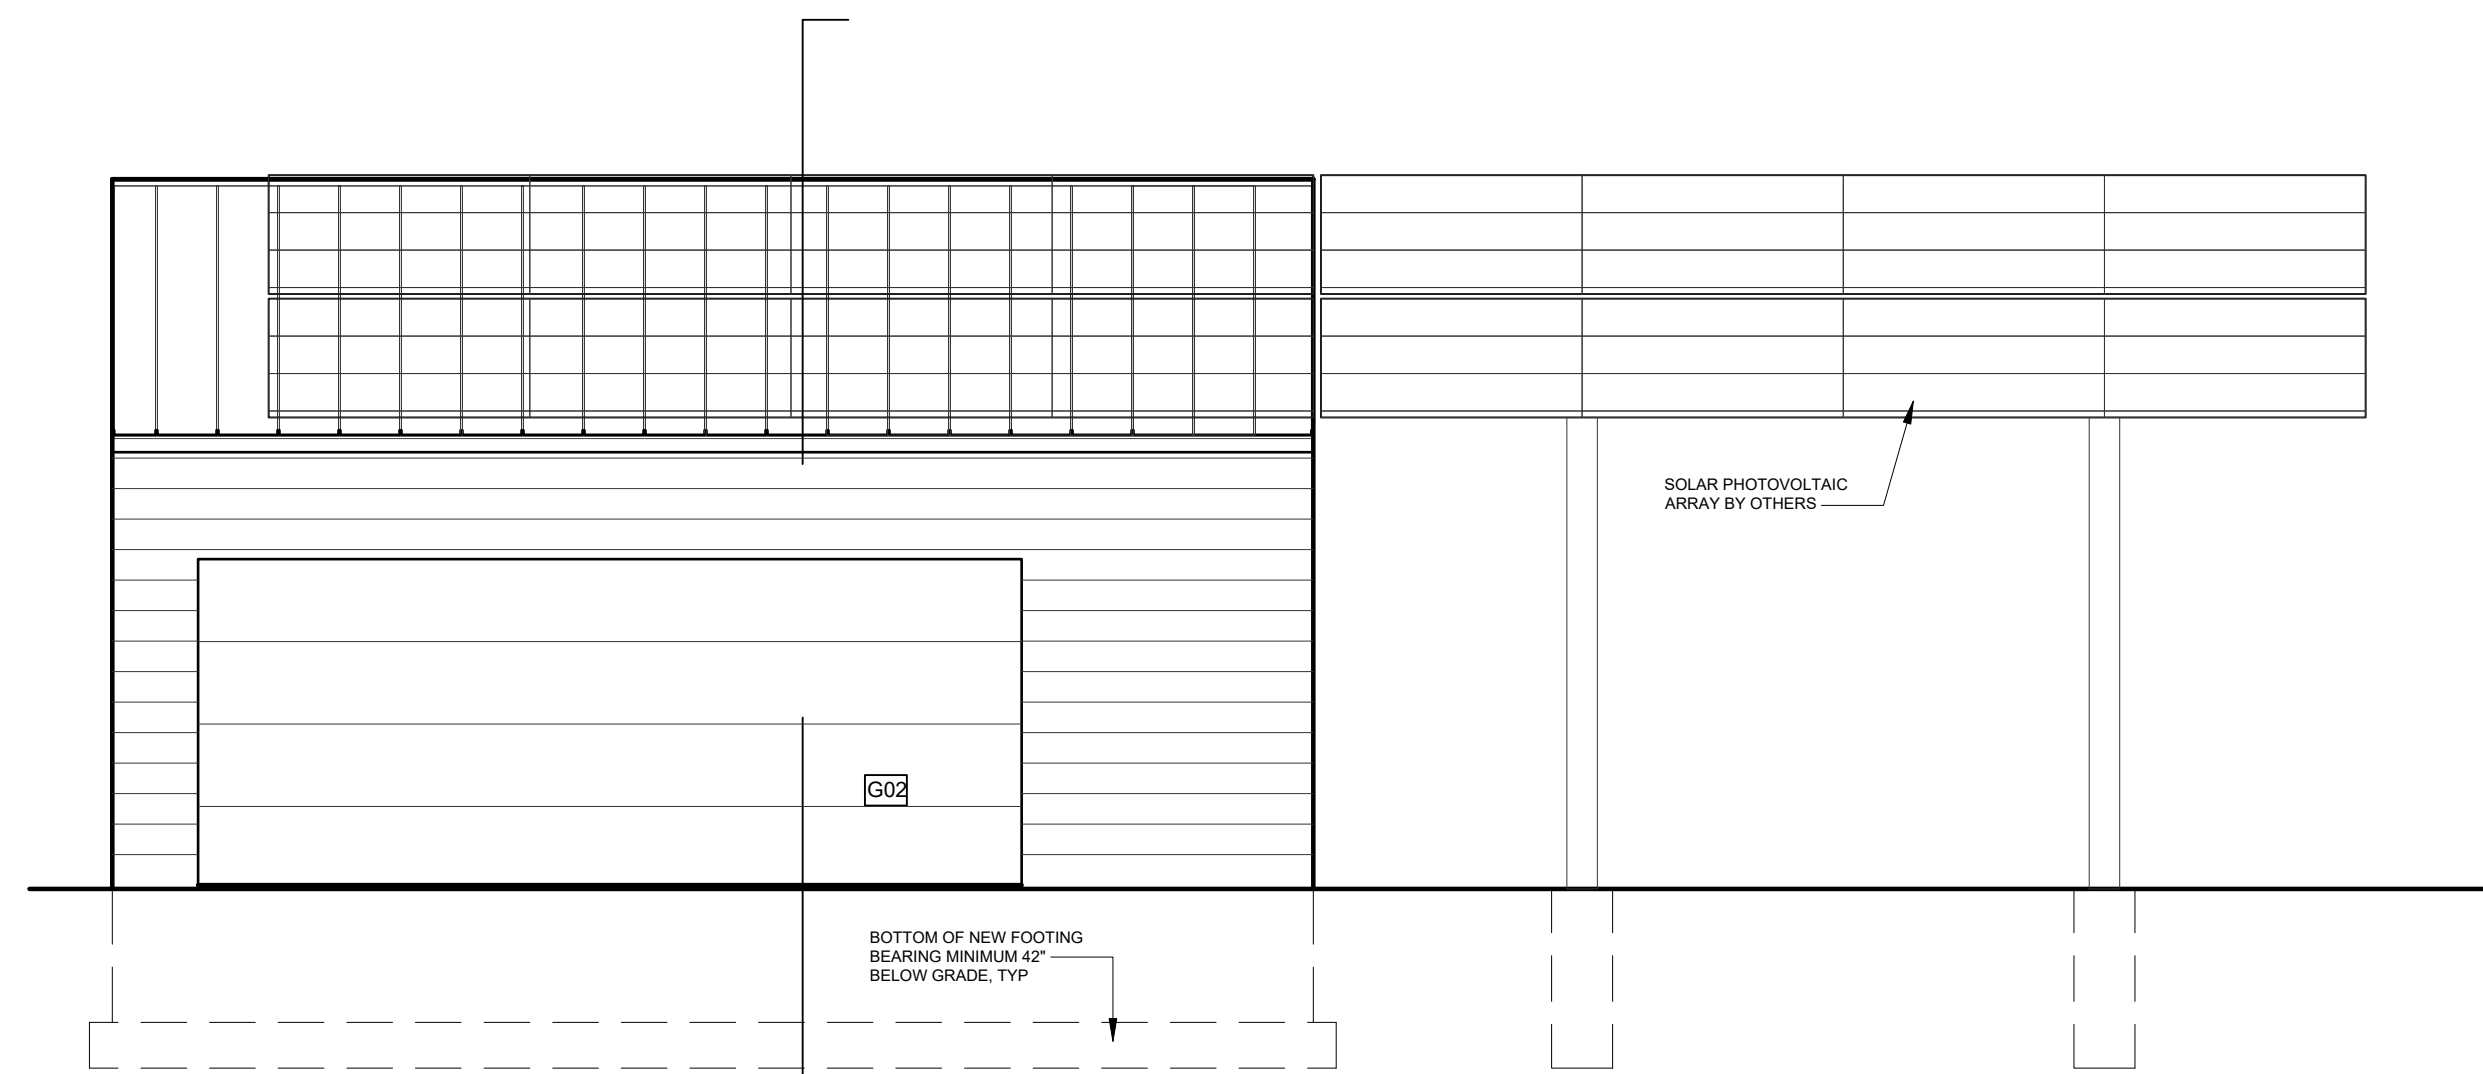 SOLAR PHOTOVOLTAIC
ARRAY BY OTHERS
G02
BOTTOM OF NEW FOOTING
BEARING MINIMUM 42"
BELOW GRADE, TYP